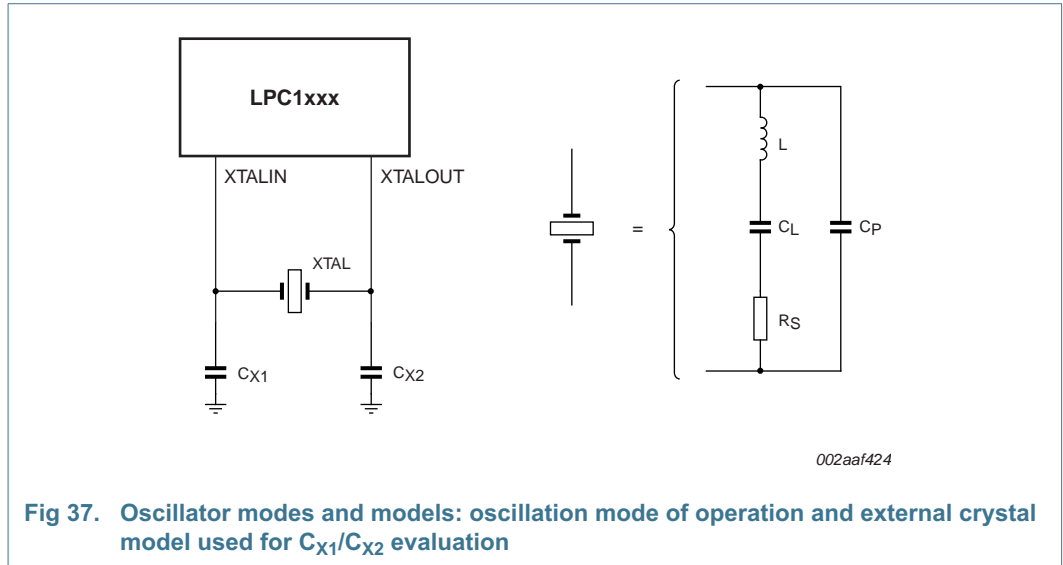 LPC1xxx
XTALIN
XTALOUT
XTAL
CX1
CX2
=
L
CL
CP
RS
002aaf424
Fig 37. Oscillator modes and models: oscillation mode of operation and external crystal
model used for CX1/CX2 evaluation